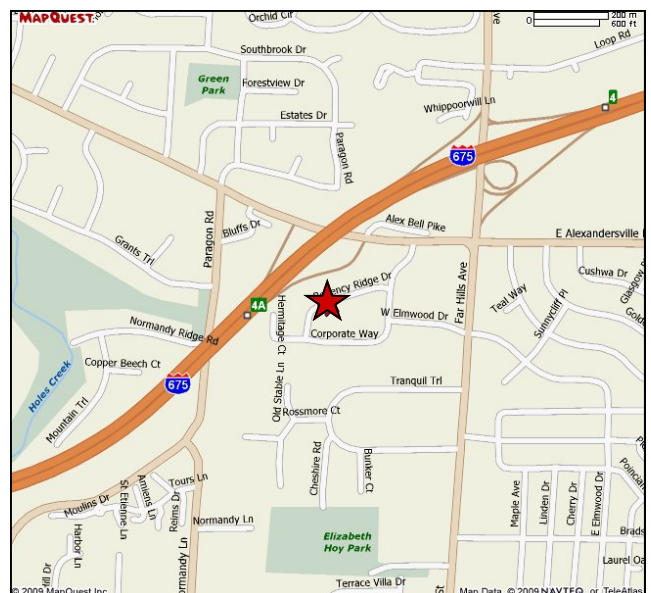 MAPQUEST
Orchid Cir
200 m
600 ft
Ave
Loop Rd
Southbrook Dr
Green
Park
Forestview Dr
4
Whippoorwill Ln
Estates Dr
Paragon Rd
675
Alex Bell Pike
Bluffs Dr
E Alexandersville
Paragon Rd
Grants Trl
Far Hills Ave
Cushwa Dr
Glasgow
Teal Way
Sunnycliff Pl
Regency Ridge Dr
4A
Hermitage Ct
W Elmwood Dr
Normandy Ridge Rd
Corporate Way
Copper Beech Ct
Holes Creek
675
Tranquil Trl
Old Stable Ln
Rossmore Ct
Mountain Trl
Cheshire Rd
Bunker Ct
Maple Ave
Linden Dr
Cherry Dr
E Elmwood Dr
Tours Ln
Amiens Ln
St. Etienne Ln
Reims Dr
Moulins Dr
Normandy Ln
Harbor Ln
Elizabeth
Hoy Park
Terrace Villa Dr
© 2009 MapQuest Inc
Map Data © 2009 NAVTEQ or TeleAtlas